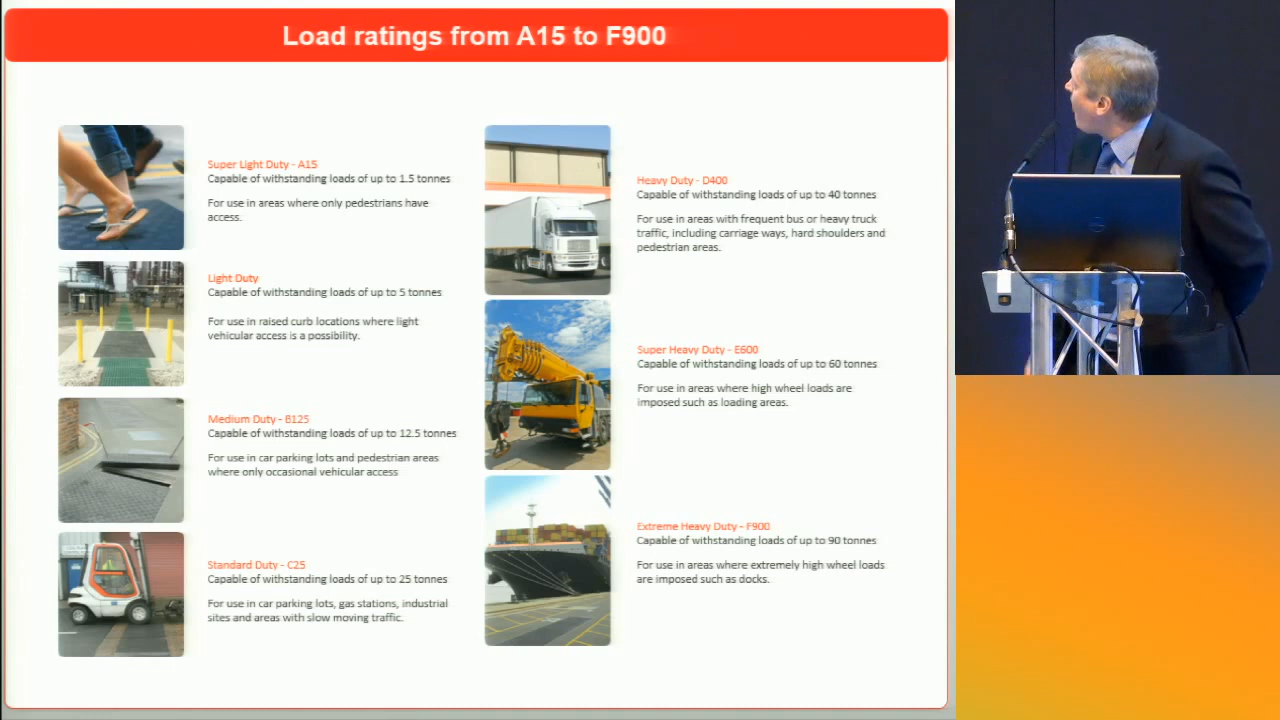 Load ratings from A15 to F900
Super Light Duty - A15
Capable of withstanding loads of up to 1.5 tonnes
For use in areas where only pedestrians have
access.
Light Duty
Capable of withstanding loads of up to 5 tonnes
For use in raised curb locations where light
vehicular access is a possibility.
Medium Duty - B125
Capable of withstanding loads of up to 12.5 tonnes
For use in car parking lots and pedestrian areas
where only occasional vehicular access
Standard Duty - C25
Capable of withstanding loads of up to 25 tonnes
For use in car parking lots, gas stations, industrial
sites and areas with slow moving traffic.
Heavy Duty - D400
Capable of withstanding loads of up to 40 tonnes
For use in areas with frequent bus or heavy truck
traffic, including carriage ways, hard shoulders and
pedestrian areas.
Super Heavy Duty - E600
Capable of withstanding loads of up to 60 tonnes
For use in areas where high wheel loads are
imposed such as loading areas.
Extreme Heavy Duty - F900
Capable of withstanding loads of up to 90 tonnes
For use in areas where extremely high wheel loads
are imposed such as docks.